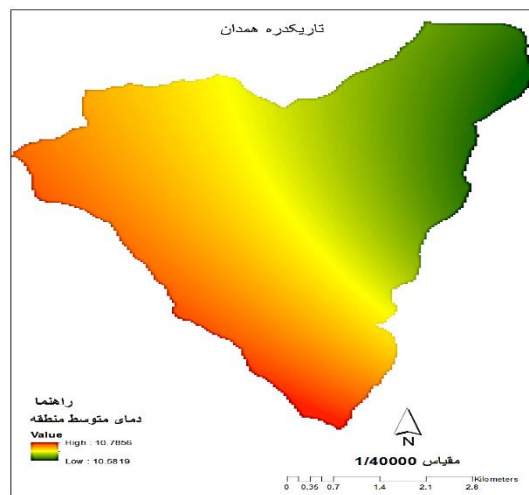 تاریکدره همدان
راهنما
دمای متوسط منطقه
Value
High : 10.7856
Low : 10.5819
N
مقیاس 1/40000
0 0.35 0.7 1.4 2.1 2.8 Kilometers